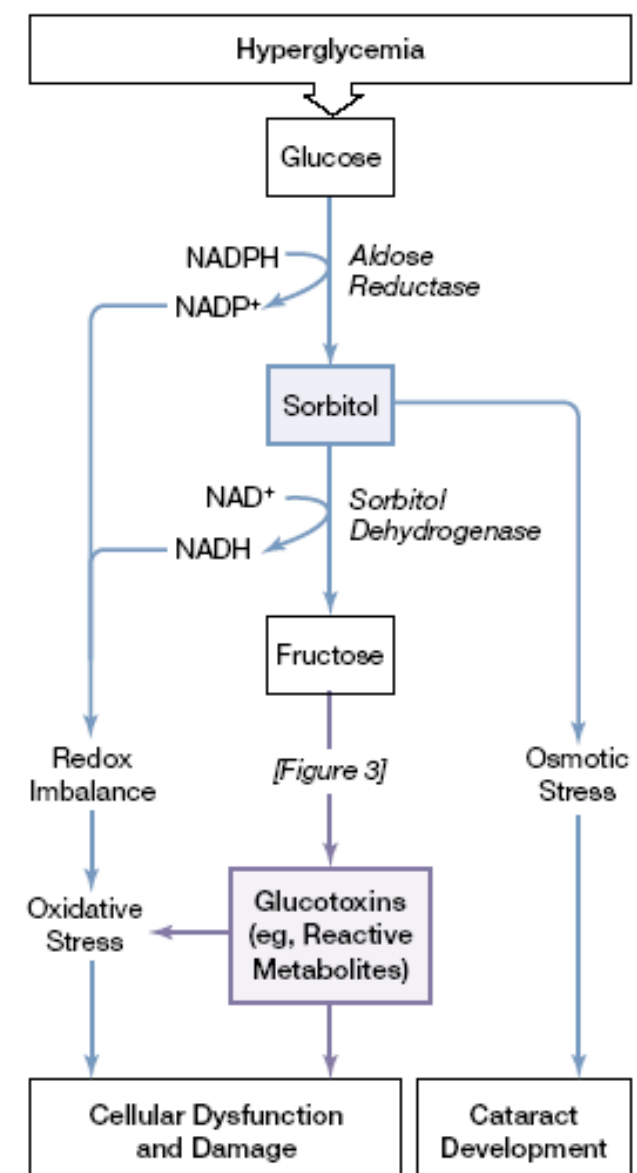 Hyperglycemia
Glucose
NADPH
Aldose
Reductase
NADP+
Sorbitol
NAD+
Sorbitol
Dehydrogenase
NADH
Fructose
Redox
Imbalance
[Figure 3]
Osmotic
Stress
Oxidative
Stress
Glucotoxins
(eg, Reactive
Metabolites)
Cellular Dysfunction
and Damage
Cataract
Development